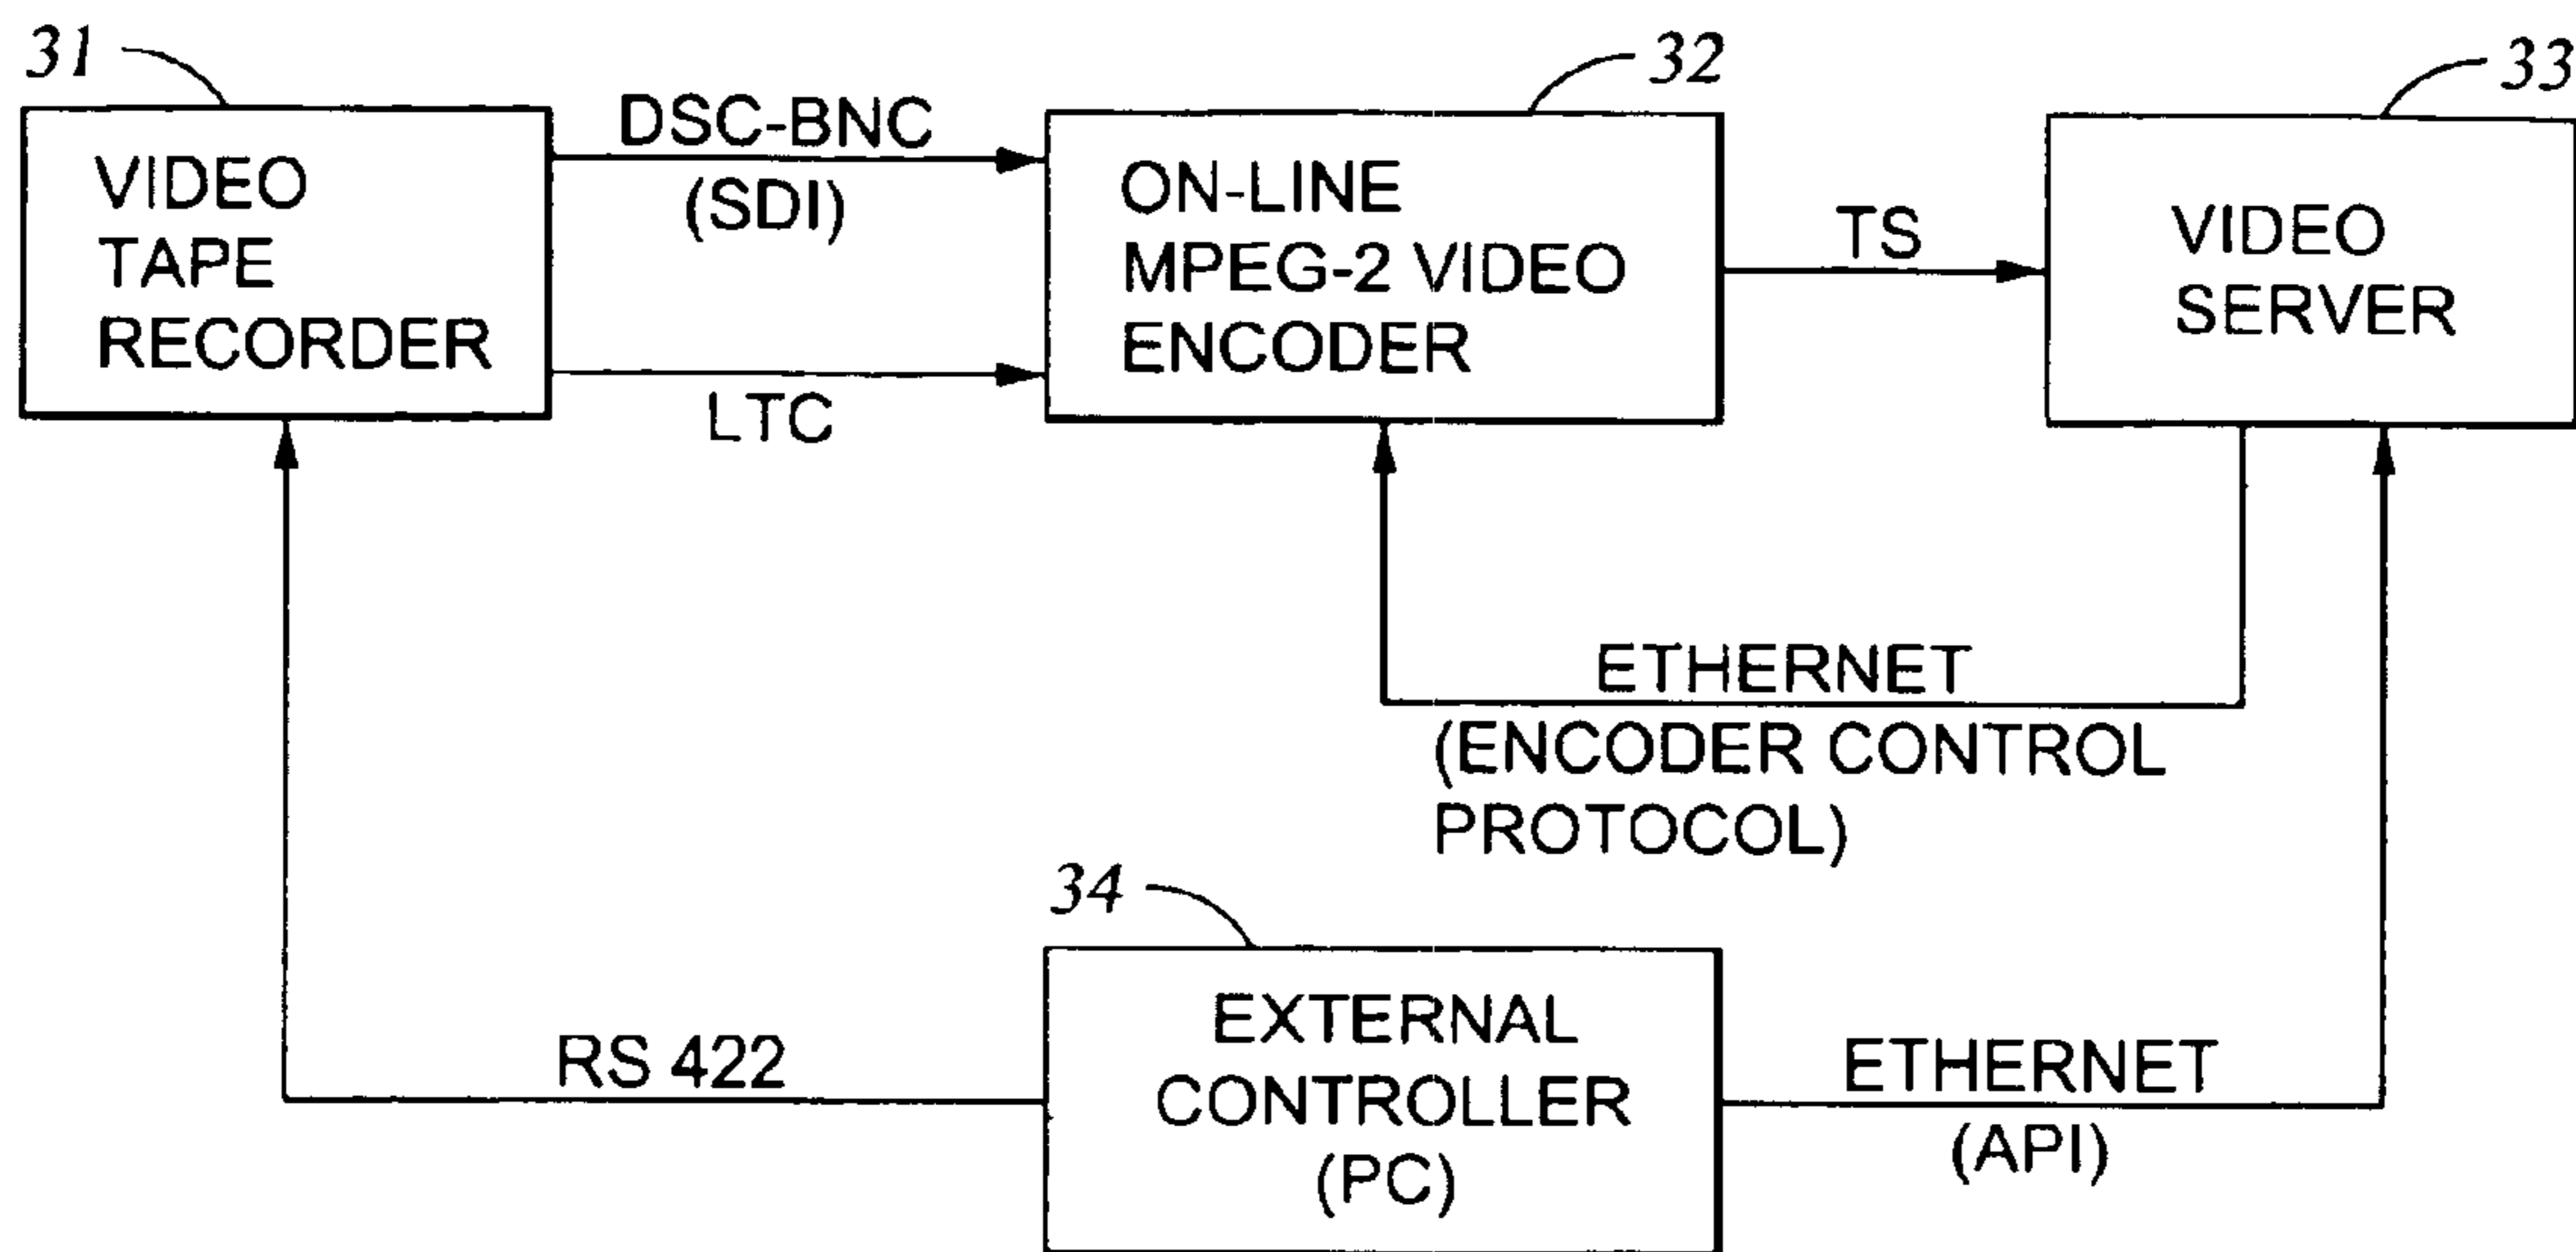 31
32
33
VIDEO
TAPE
RECORDER
DSC-BNC
(SDI)
LTC
ON-LINE
MPEG-2 VIDEO
ENCODER
TS
VIDEO
SERVER
ETHERNET
(ENCODER CONTROL
PROTOCOL)
34
EXTERNAL
CONTROLLER
(PC)
RS 422
ETHERNET
(API)